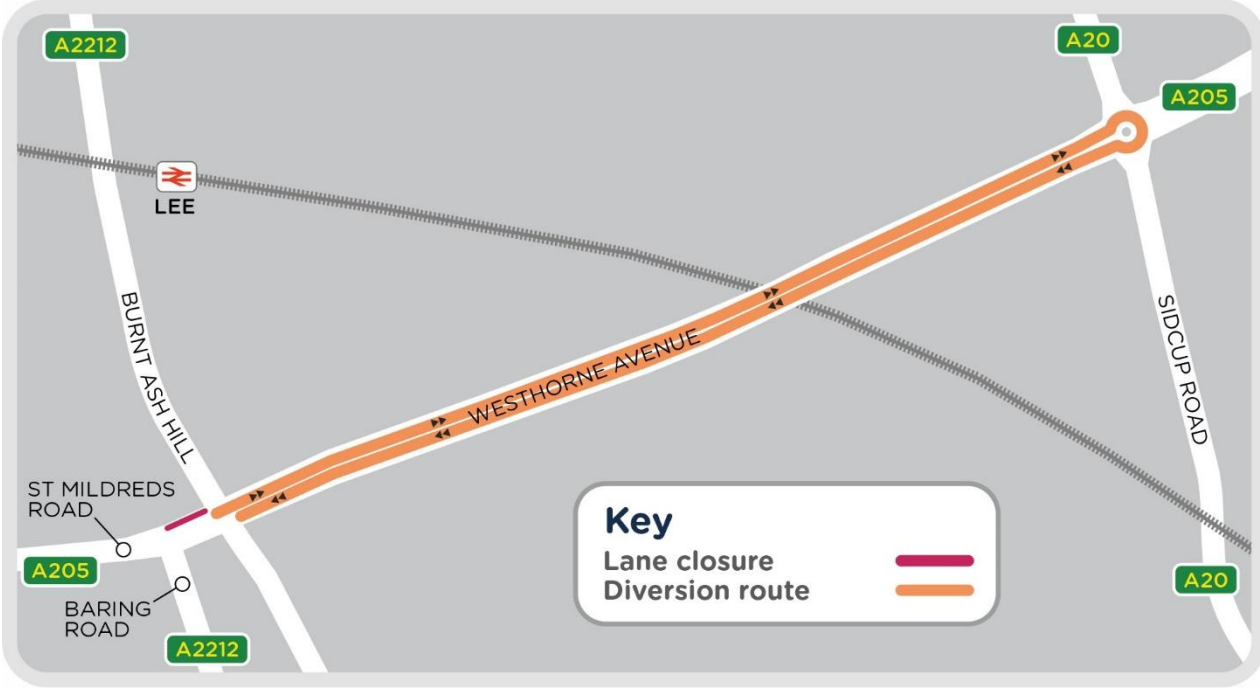 A2212
A20
A205
LEE
BURNT ASH HILL
WESTHORNE AVENUE
SIDCUP ROAD
ST MILDREDS
ROAD
A205
BARING
ROAD
A2212
A20
Key
Lane closure
Diversion route